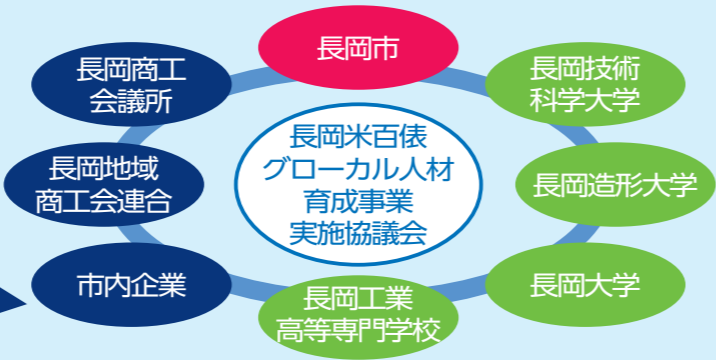 長岡市
長岡商工
会議所
長岡技術
科学大学
長岡米百俵
グローカル人材
育成事業
実施協議会
長岡地域
商工会連合
長岡造形大学
市内企業
長岡大学
長岡工業
高等専門学校